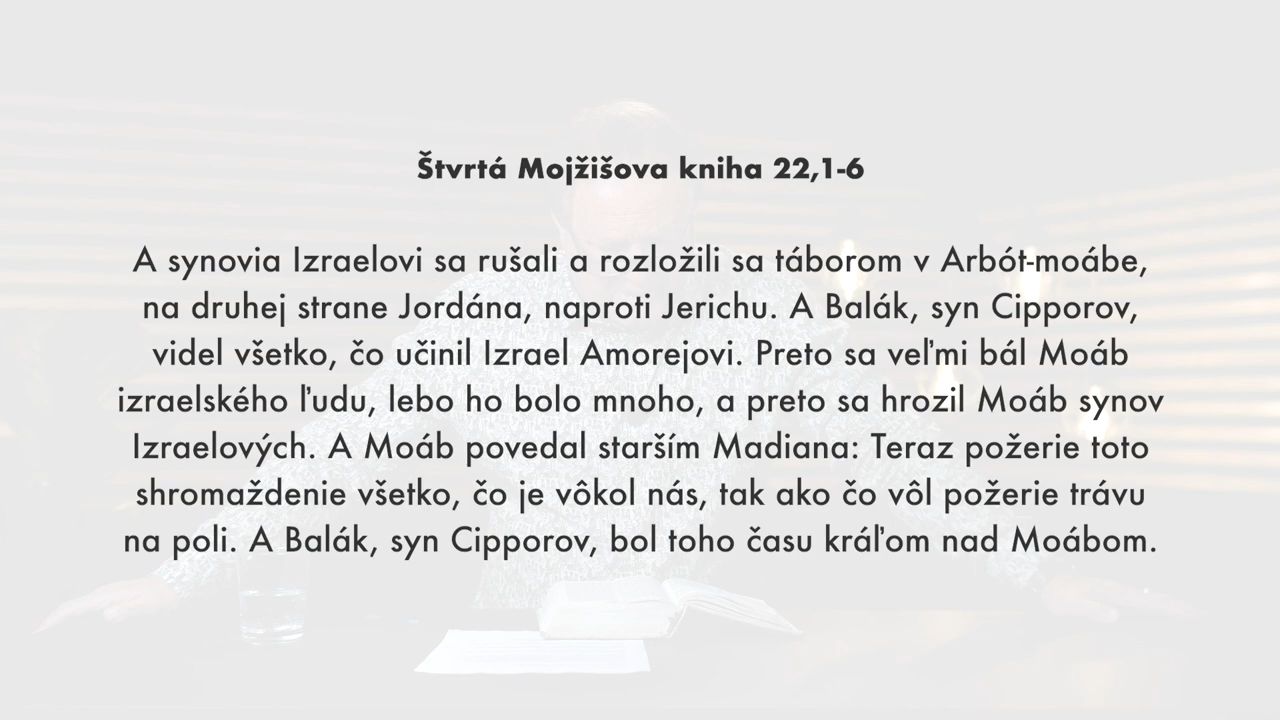 Štvrtá Mojžišova kniha 22,1-6
A synovia Izraelovi sa rušali a rozložili sa táborom v Arbót-moábe,
na druhej strane Jordána, naproti Jerichu. A Balák, syn Cipporov,
videl všetko, čo učinil Izrael Amorejovi. Preto sa veľmi bál Moáb
izraelského ľudu, lebo ho bolo mnoho, a preto sa hrozil Moáb synov
Izraelových. A Moáb povedal starším Madiana: Teraz požerie toto
shromaždenie všetko, čo je vôkol nás, tak ako čo vôl požerie trávu
na poli. A Balák, syn Cipporov, bol toho času kráľom nad Moábom.